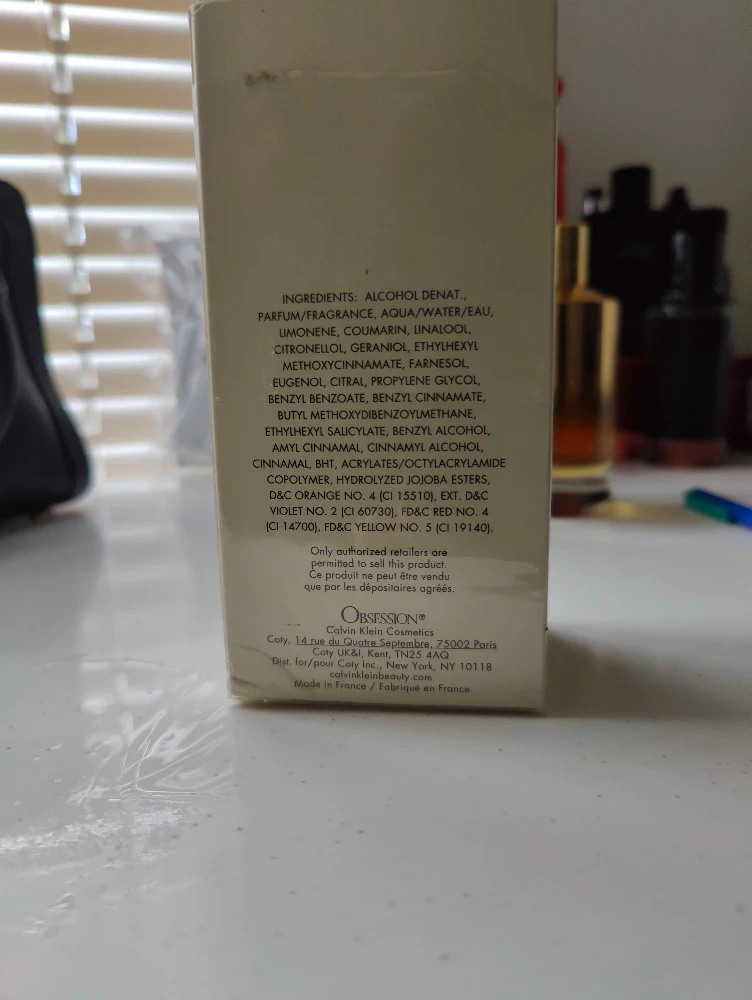 INGREDIENTS: ALCOHOL DENAT.,
PARFUM/FRAGRANCE, AQUA/WATER/EAU,
LIMONENE, COUMARIN, LINALOOL,
CITRONELLOL, GERANIOL, ETHYLHEXYL
METHOXYCINNAMATE, FARNESOL,
EUGENOL, CITRAL, PROPYLENE GLYCOL,
BENZYL BENZOATE, BENZYL CINNAMATE,
BUTYL METHOXYDIBENZOYLMETHANE,
ETHYLHEXYL SALICYLATE, BENZYL ALCOHOL,
AMYL CINNAMAL, CINNAMYL ALCOHOL,
CINNAMAL, BHT, ACRYLATES/OCTYLACRYLAMIDE
COPOLYMER, HYDROLYZED JOJOBA ESTERS,
D&C ORANGE NO. 4 (CI 15510), EXT. D&C
VIOLET NO. 2 (CI 60730), FD&C RED NO. 4
(CI 14700), FD&C YELLOW NO. 5 (CI 19140).
Only authorized retailers are
permitted to sell this product.
Ce produit ne peut être vendu
que par les dépositaires agréés.
OBSESSION®
Calvin Klein Cosmetics
Coty, 14 rue du Quatre Septembre, 75002 Paris
Coty UK&I, Kent, TN25 4AQ
Dist. for/pour Coty Inc., New York, NY 10118
calvinkleinbeauty.com
Made in France / Fabriqué en France